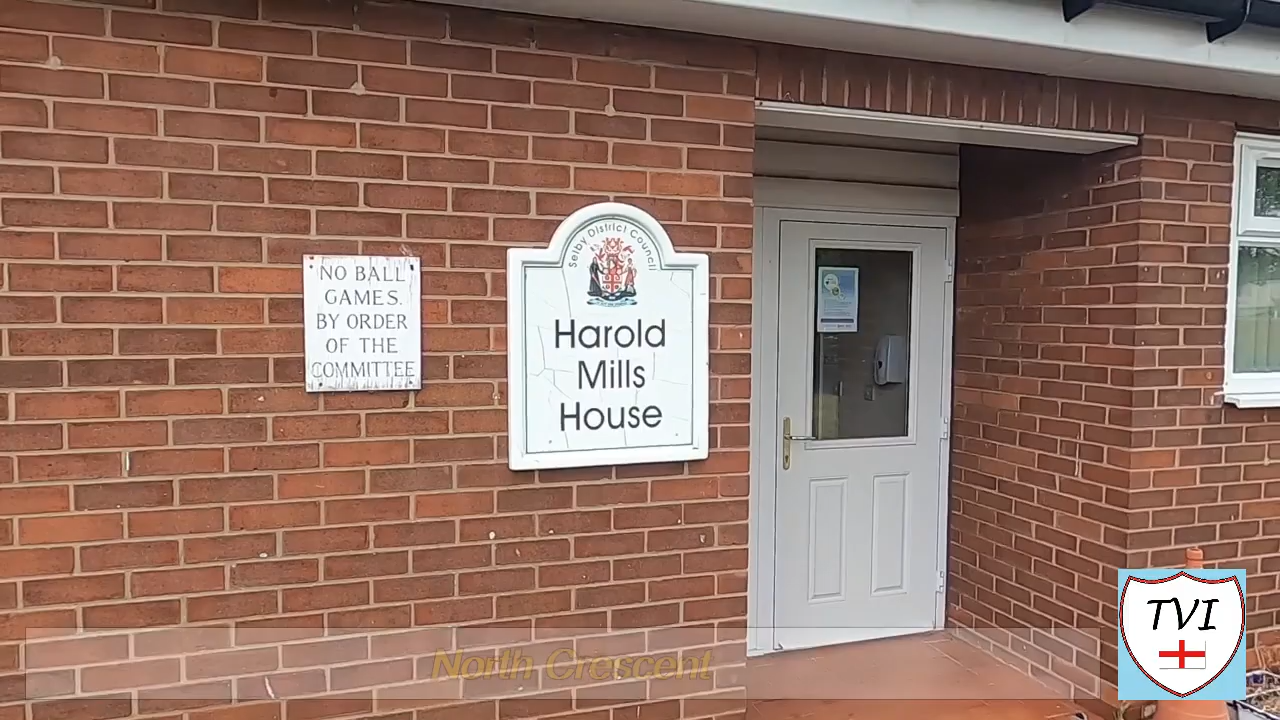 NO BALL
GAMES.
BY ORDER
OF THE
COMMITTEE
Selby District Council
Harold
Mills
House
North Crescent
TVI